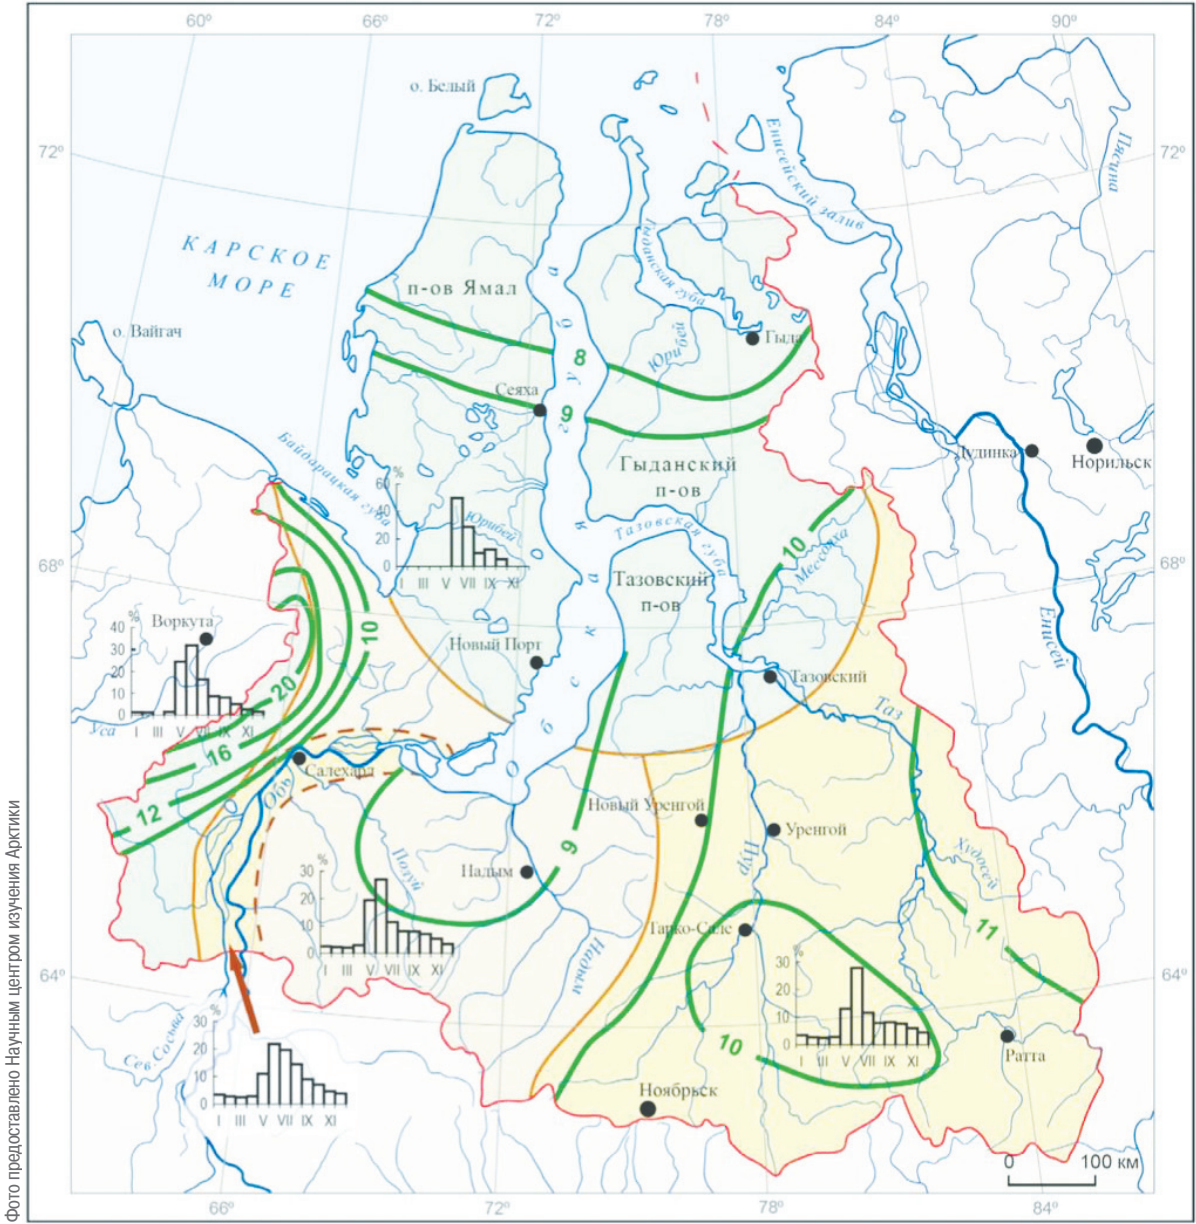 60° 66° 72° 78° 84° 90°
о. Белый
72°
72°
Пясина
Енисейский залив
КАРСКОЕ
МОРЕ
Гыданская губа
п-ов Ямал
о. Вайгач
8
Гыда
Юрибей
Сеяха
9
Обская губа
Дудинка
Норильск
Байдарацкая губа
Гыданский
п-ов
%
60
40
20
0
I III V VII IX XI
Юрибей
Тазовская губа
10
Мессояха
68°
68°
Тазовский
п-ов
Енисей
%
40
30
20
10
0
I III V VII IX XI
Воркута
10
Новый Порт
Тазовский
Таз
20
Уса
16
Салехард
Обь
12
Новый Уренгой
Уренгой
9
Пур
Худосей
Полуй
Надым
%
30
20
10
0
I III V VII IX XI
11
Тарко-Сале
Надым
64°
64°
%
30
20
10
0
I III V VII IX XI
10
Ратта
Сев.Сосьва
%
30
20
10
0
I III V VII IX XI
Ноябрьск
0 100 км
66° 72° 78° 84°
Фото предоставлено Научным центром изучения Арктики